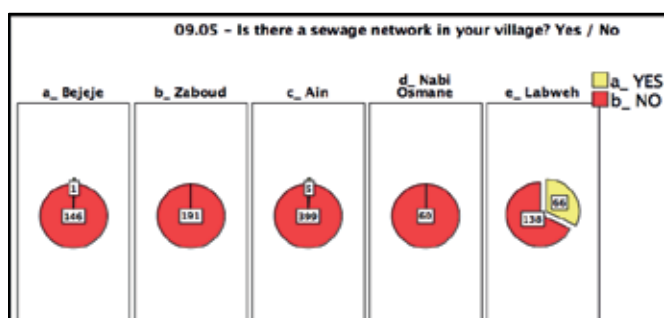 09.05 - Is there a sewage network in your village? Yes / No
a_ Bejeje
b_ Zaboud
c_ Ain
d_ Nabi
Osmane
e_ Labweh
a_ YES
b_ NO
1
146
191
5
399
60
66
138